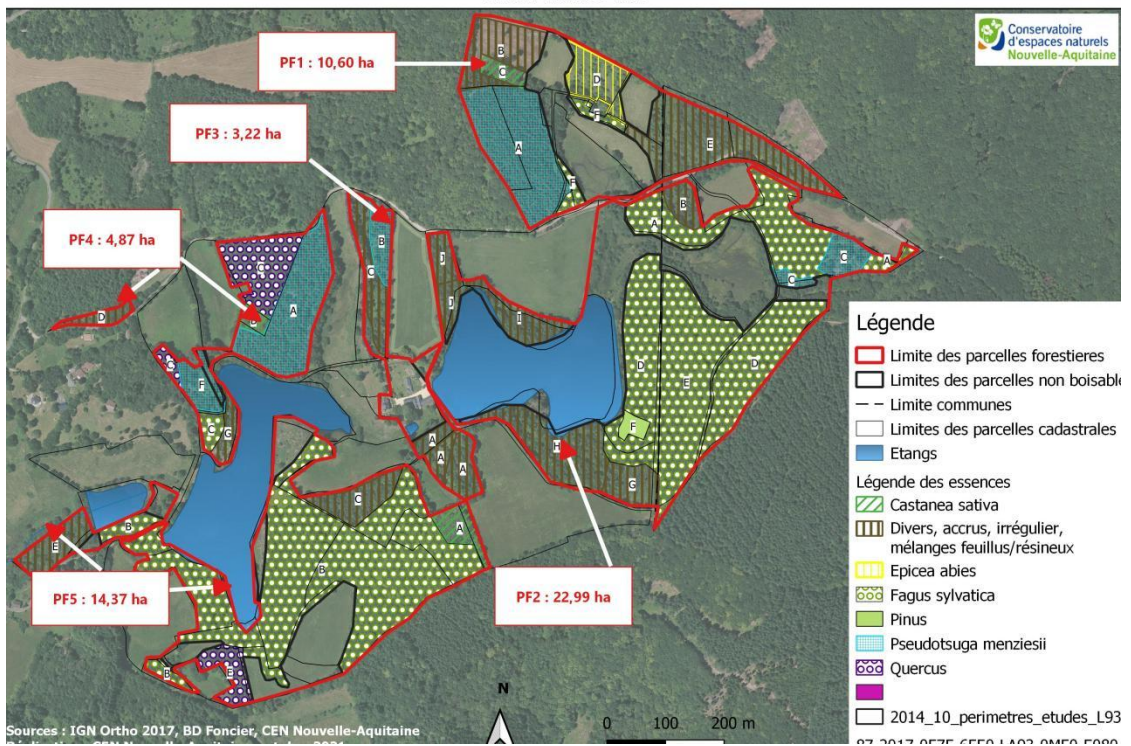 Conservatoire
d'espaces naturels
Nouvelle-Aquitaine
PF1 : 10,60 ha
PF3 : 3,22 ha
PF4 : 4,87 ha
PF5 : 14,37 ha
PF2 : 22,99 ha
B
C
D
F
A
E
F
B
A
C
C
A
J
B
C
J
I
C
A
D
C
F
C
G
D
E
D
F
H
G
A
A
A
C
A
B
B
E
B
E
Légende
Limite des parcelles forestieres
Limites des parcelles non boisable
Limite communes
Limites des parcelles cadastrales
Etangs
Légende des essences
Castanea sativa
Divers, accrus, irrégulier,
mélanges feuillus/résineux
Epicea abies
Fagus sylvatica
Pinus
Pseudotsuga menziesii
Quercus
2014_10_perimetres_etudes_L93
N
0 100 200 m
Sources : IGN Ortho 2017, BD Foncier, CEN Nouvelle-Aquitaine